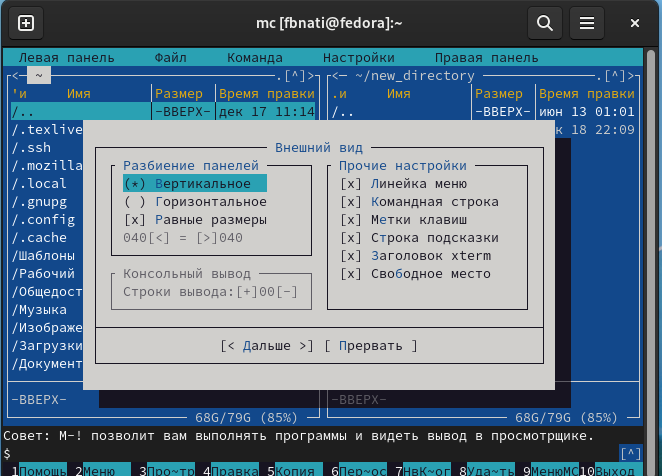 mc [fbnati@fedora]:~
Левая панель Файл Команда Настройки Правая панель
<─ ~ .[^]> <─ ~/new_directory .[^]>
'и Имя Размер Время правки .и Имя Размер Время правки
/.. -ВВЕРХ- дек 17 11:14 /.. -ВВЕРХ- июн 13 01:01
/.texlive к 18 22:09
/.ssh
/.mozilla
/.local
/.gnupg
/.config
/.cache
/Шаблоны
/Рабочий
/Общедост
/Музыка
/Изображе
/Загрузки
/Документ
Внешний вид
Разбиение панелей
(*) Вертикальное
( ) Горизонтальное
[x] Равные размеры
040[<] = [>]040
Консольный вывод
Строки вывода:[+]00[-]
Прочие настройки
[x] Линейка меню
[x] Командная строка
[x] Метки клавиш
[x] Строка подсказки
[x] Заголовок xterm
[x] Свободное место
[< Дальше >] [ Прервать ]
-ВВЕРХ- -ВВЕРХ-
68G/79G (85%) 68G/79G (85%)
Совет: M-! позволит вам выполнять программы и видеть вывод в просмотрщике.
$ [^]
1Помощь 2Меню 3Про~тр 4Правка 5Копия 6Пер~ос 7НвК~ог 8Уда~ть 9МенюMC 10Выход